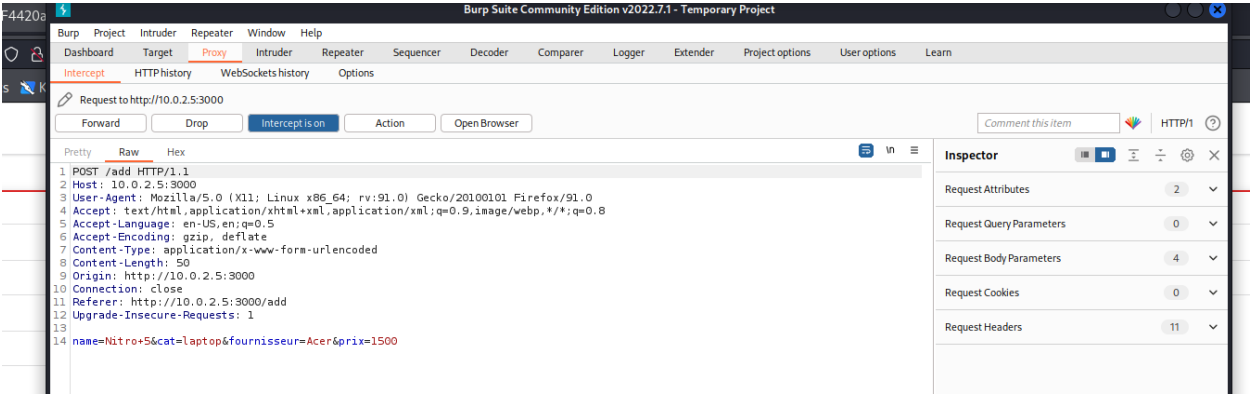 F4420a
Burp Suite Community Edition v2022.7.1 - Temporary Project
Burp Project Intruder Repeater Window Help
Dashboard Target Proxy Intruder Repeater Sequencer Decoder Comparer Logger Extender Project options User options Learn
Intercept HTTP history WebSockets history Options
s K
Request to http://10.0.2.5:3000
Forward Drop Intercept is on Action Open Browser Comment this item HTTP/1 ?
Pretty Raw Hex \n
Inspector
1 POST /add HTTP/1.1
2 Host: 10.0.2.5:3000
3 User-Agent: Mozilla/5.0 (X11; Linux x86_64; rv:91.0) Gecko/20100101 Firefox/91.0
4 Accept: text/html,application/xhtml+xml,application/xml;q=0.9,image/webp,*/*;q=0.8
5 Accept-Language: en-US,en;q=0.5
6 Accept-Encoding: gzip, deflate
7 Content-Type: application/x-www-form-urlencoded
8 Content-Length: 50
9 Origin: http://10.0.2.5:3000
10 Connection: close
11 Referer: http://10.0.2.5:3000/add
12 Upgrade-Insecure-Requests: 1
13
14 name=Nitro+5&cat=laptop&fournisseur=Acer&prix=1500
Request Attributes 2
Request Query Parameters 0
Request Body Parameters 4
Request Cookies 0
Request Headers 11